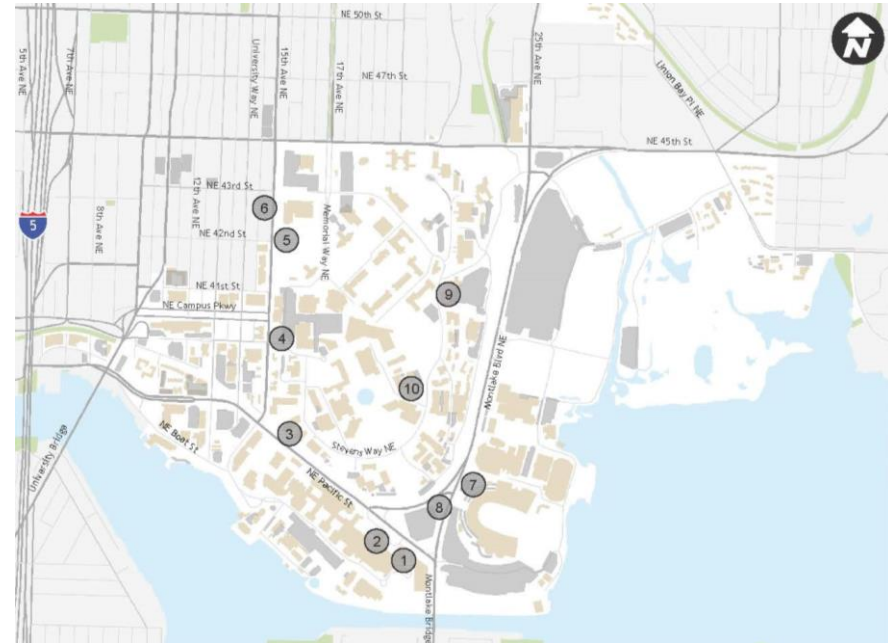 NE 50th St
N
5th Ave NE
7th Ave NE
University Way NE
15th Ave NE
17th Ave NE
25th Ave NE
NE 47th St
Union Bay Pl NE
NE 45th St
NE 43rd St
12th Ave NE
8th Ave NE
5
6
Memorial Way NE
NE 42nd St
5
NE 41st St
NE Campus Pkwy
9
4
Montlake Blvd NE
10
3
Stevens Way NE
NE Boat St
University Bridge
NE Pacific St
7
8
2
1
Montlake Bridge